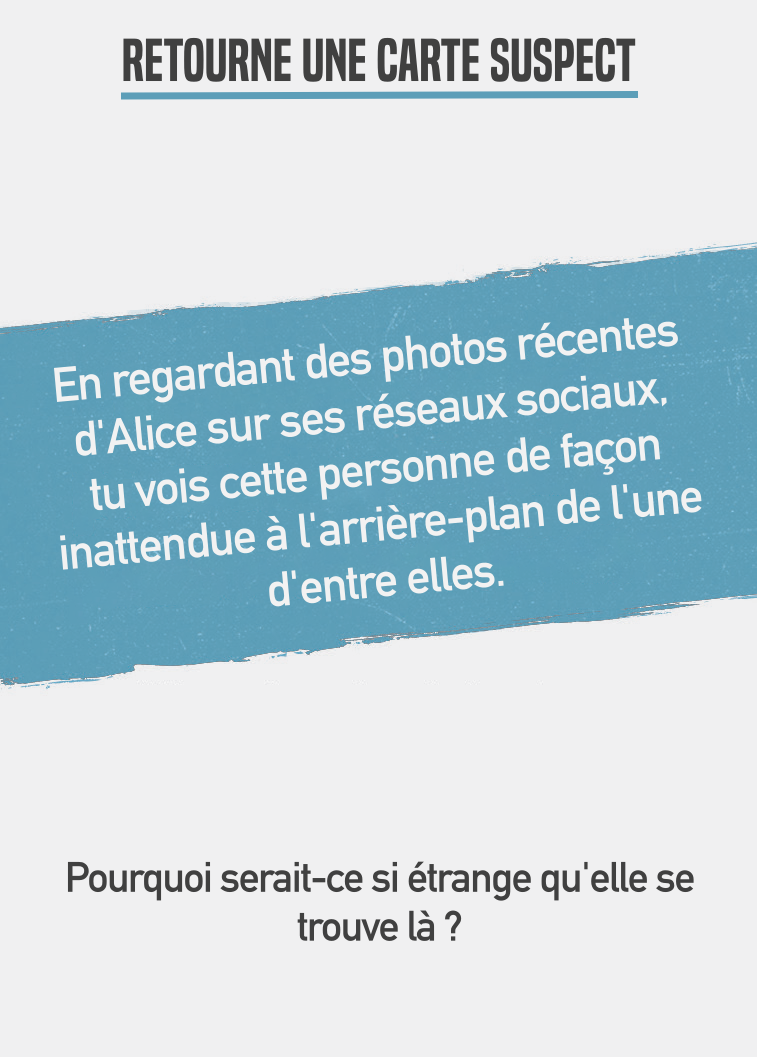 RETOURNE UNE CARTE SUSPECT
En regardant des photos récentes
d'Alice sur ses réseaux sociaux,
tu vois cette personne de façon
inattendue à l'arrière-plan de l'une
d'entre elles.
Pourquoi serait-ce si étrange qu'elle se
trouve là ?